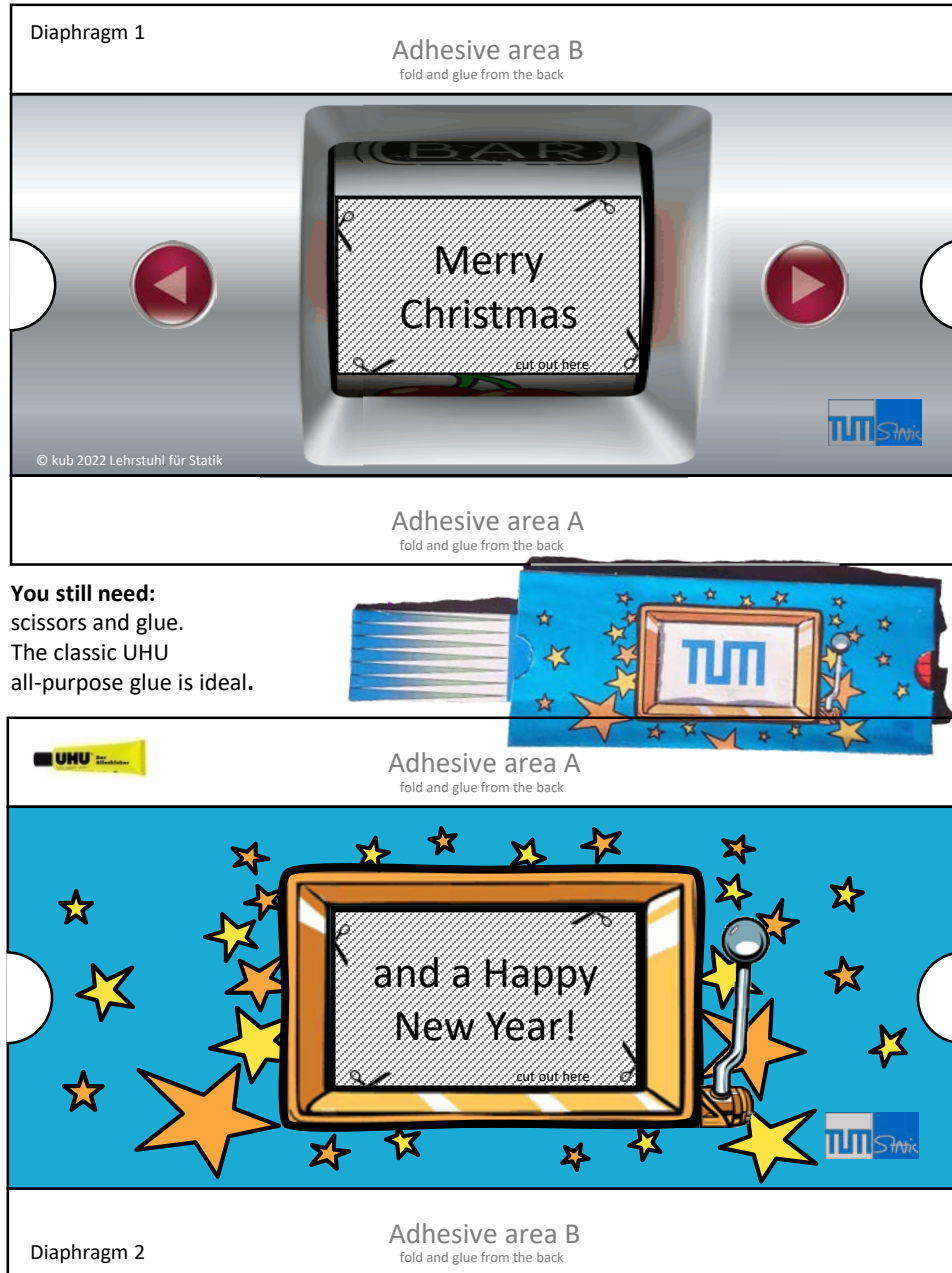 Diaphragm 1
Adhesive area B
fold and glue from the back
BAR
Merry
Christmas
cut out here
TUM Statik
© kub 2022 Lehrstuhl für Statik
Adhesive area A
fold and glue from the back
You still need:
scissors and glue.
The classic UHU
all-purpose glue is ideal.
TUM
UHU Der
Alleskleber
Adhesive area A
fold and glue from the back
and a Happy
New Year!
cut out here
TUM Statik
Adhesive area B
fold and glue from the back
Diaphragm 2